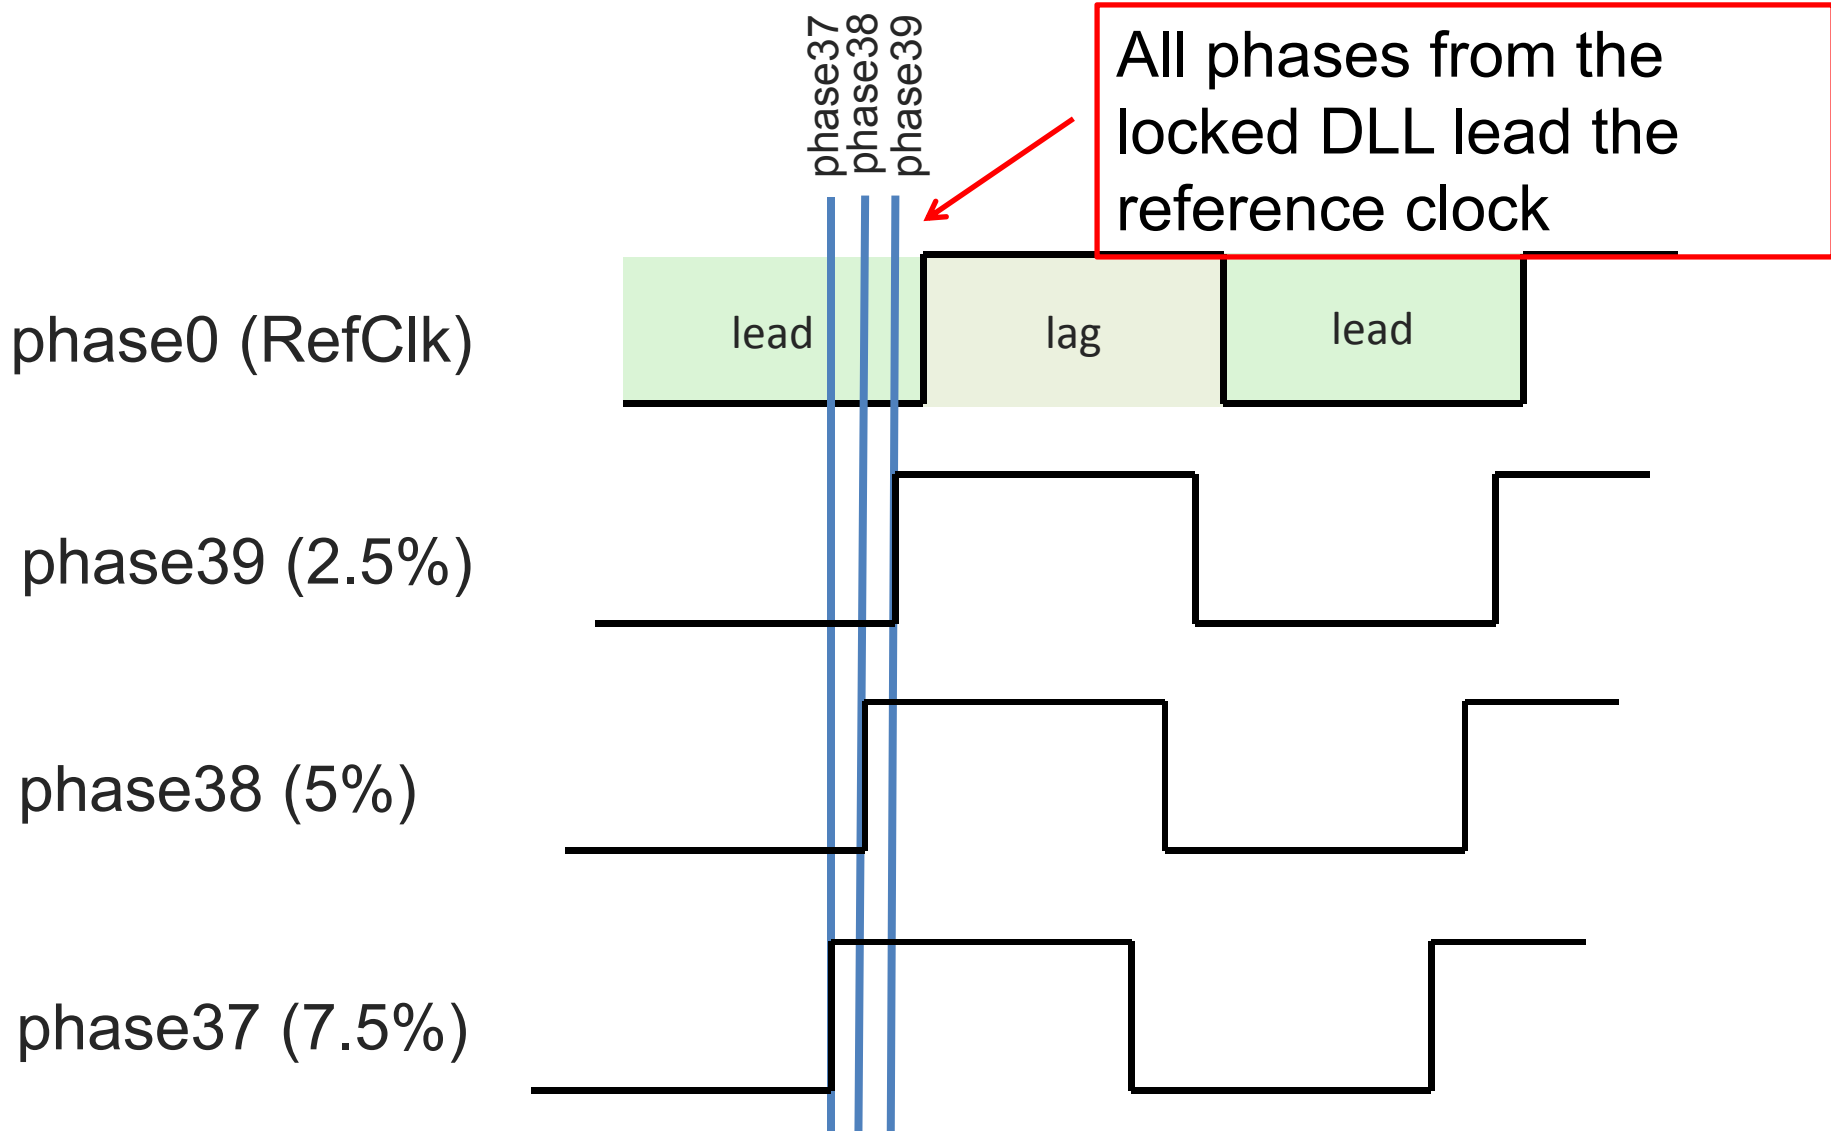 phase37
phase38
phase39
All phases from the
locked DLL lead the
reference clock
phase0 (RefClk)
lead
lag
lead
phase39 (2.5%)
phase38 (5%)
phase37 (7.5%)